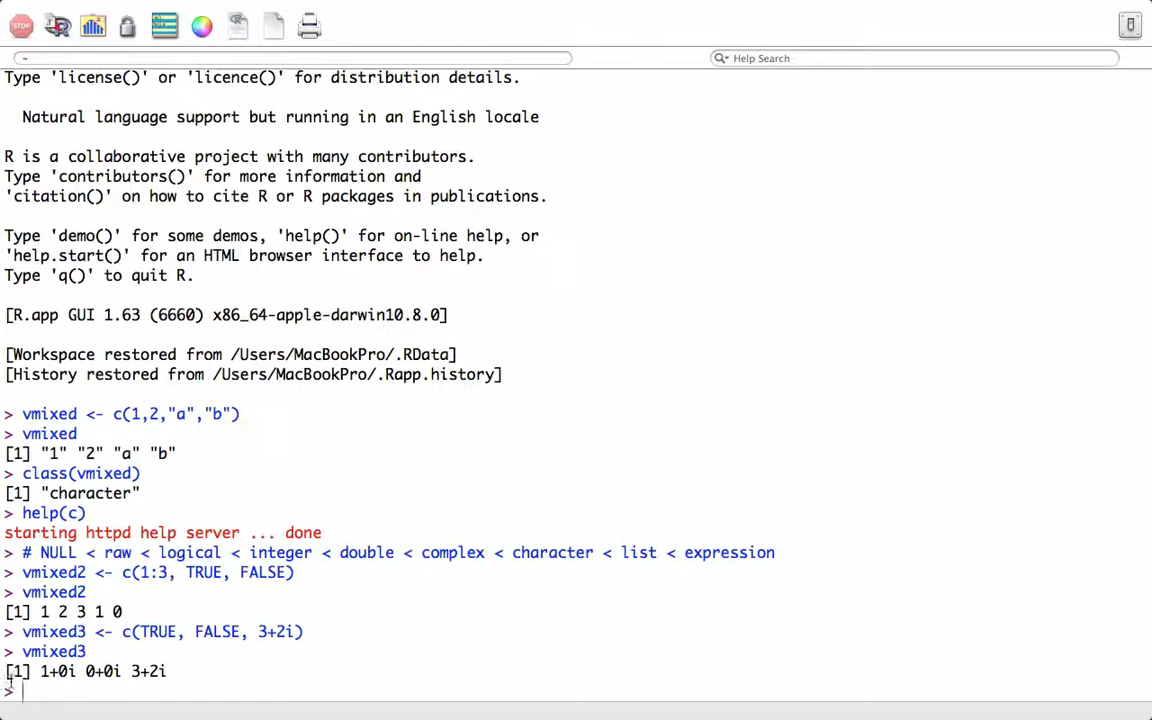 STOP
R
~
Help Search
Type 'license()' or 'licence()' for distribution details.
Natural language support but running in an English locale
R is a collaborative project with many contributors.
Type 'contributors()' for more information and
'citation()' on how to cite R or R packages in publications.
Type 'demo()' for some demos, 'help()' for on-line help, or
'help.start()' for an HTML browser interface to help.
Type 'q()' to quit R.
[R.app GUI 1.63 (6660) x86_64-apple-darwin10.8.0]
[Workspace restored from /Users/MacBookPro/.RData]
[History restored from /Users/MacBookPro/.Rapp.history]
> vmixed <- c(1,2,"a","b")
> vmixed
[1] "1" "2" "a" "b"
> class(vmixed)
[1] "character"
> help(c)
starting httpd help server ... done
> # NULL < raw < logical < integer < double < complex < character < list < expression
> vmixed2 <- c(1:3, TRUE, FALSE)
> vmixed2
[1] 1 2 3 1 0
> vmixed3 <- c(TRUE, FALSE, 3+2i)
> vmixed3
[1] 1+0i 0+0i 3+2i
>